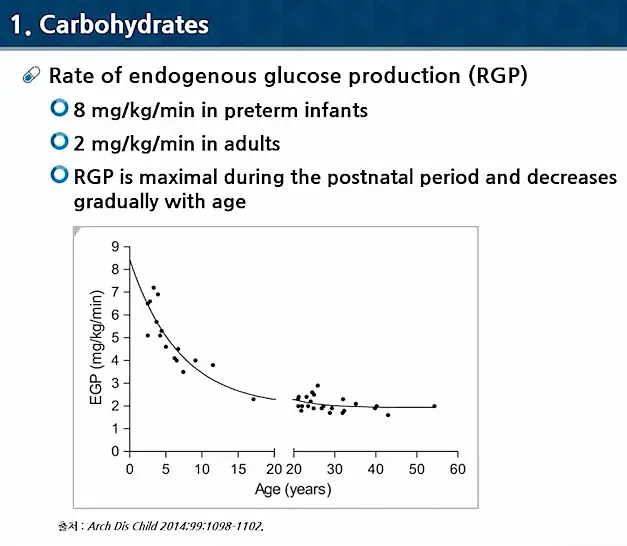 1. Carbohydrates
Rate of endogenous glucose production (RGP)
8 mg/kg/min in preterm infants
2 mg/kg/min in adults
RGP is maximal during the postnatal period and decreases
gradually with age
9
8
7
6
5
4
3
2
1
0
EGP (mg/kg/min)
0 5 10 15 20 20 30 40 50 60
Age (years)
출처 : Arch Dis Child 2014;99:1098-1102.